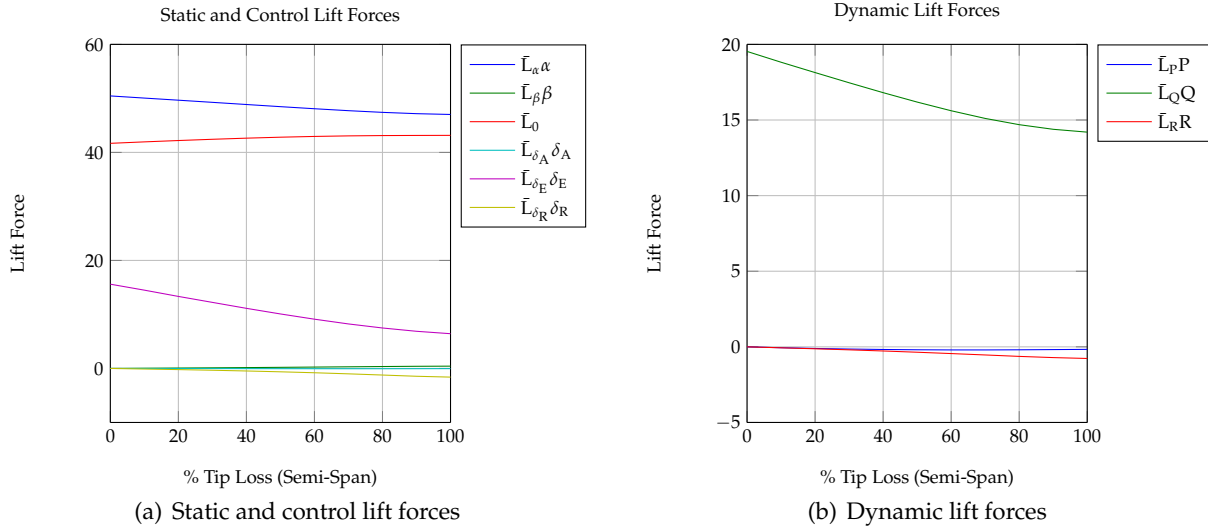 Static and Control Lift Forces
60
40
20
0
0 20 40 60 80 100
Lift Force
% Tip Loss (Semi-Span)
L̄αα
L̄ββ
L̄0
L̄δAδA
L̄δEδE
L̄δRδR
(a) Static and control lift forces
Dynamic Lift Forces
20
15
10
5
0
−5
0 20 40 60 80 100
Lift Force
% Tip Loss (Semi-Span)
L̄PP
L̄QQ
L̄RR
(b) Dynamic lift forces